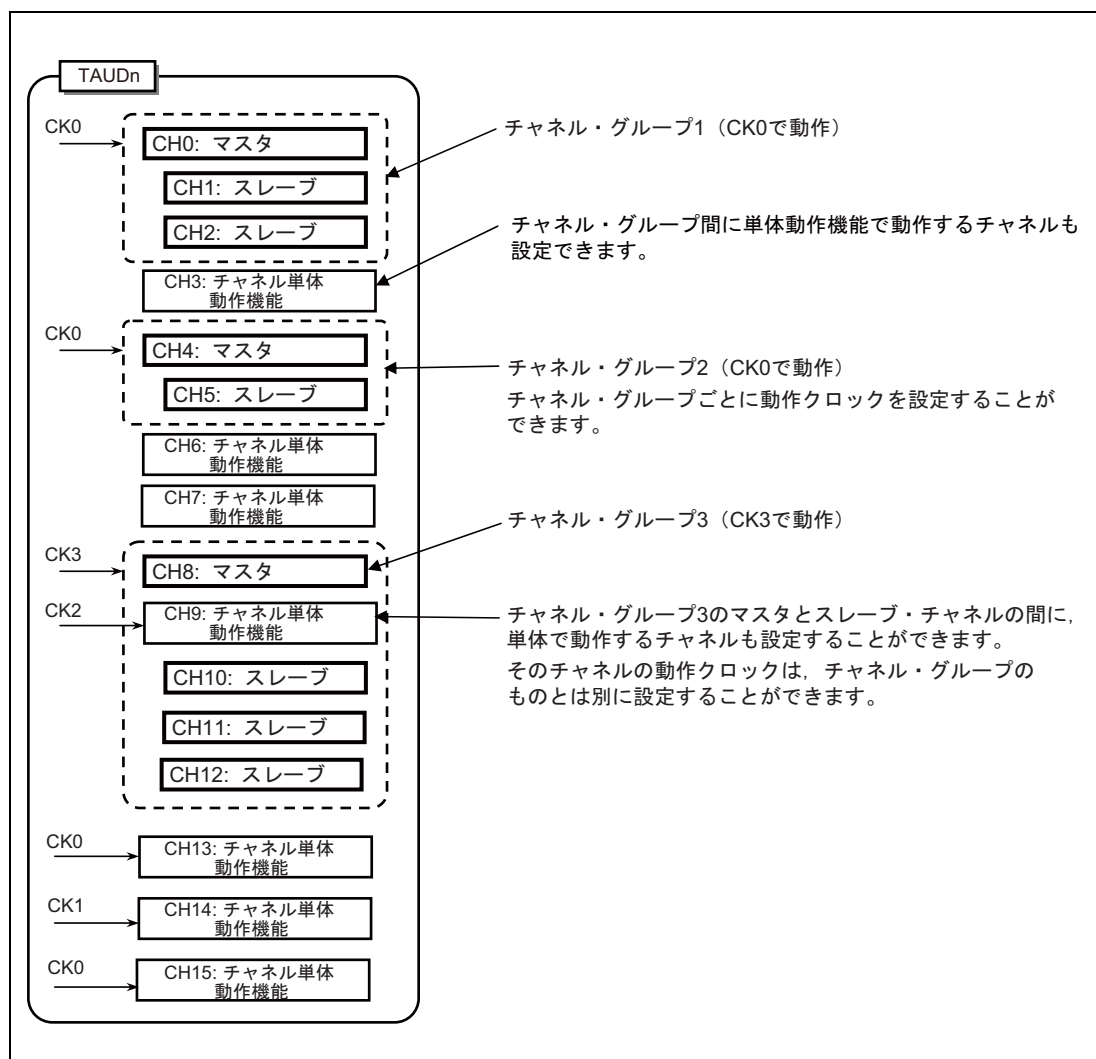 TAUDn
CK0
CH0: マスタ
CH1: スレーブ
CH2: スレーブ
チャネル・グループ1（CK0で動作）
チャネル・グループ間に単体動作機能で動作するチャネルも
設定できます。
CH3: チャネル単体
動作機能
CK0
CH4: マスタ
CH5: スレーブ
チャネル・グループ2（CK0で動作）
チャネル・グループごとに動作クロックを設定することが
できます。
CH6: チャネル単体
動作機能
CH7: チャネル単体
動作機能
チャネル・グループ3（CK3で動作）
CK3
CH8: マスタ
CK2
CH9: チャネル単体
動作機能
チャネル・グループ3のマスタとスレーブ・チャネルの間に，
単体で動作するチャネルも設定することができます。
そのチャネルの動作クロックは，チャネル・グループの
ものとは別に設定することができます。
CH10: スレーブ
CH11: スレーブ
CH12: スレーブ
CK0
CH13: チャネル単体
動作機能
CK1
CH14: チャネル単体
動作機能
CK0
CH15: チャネル単体
動作機能